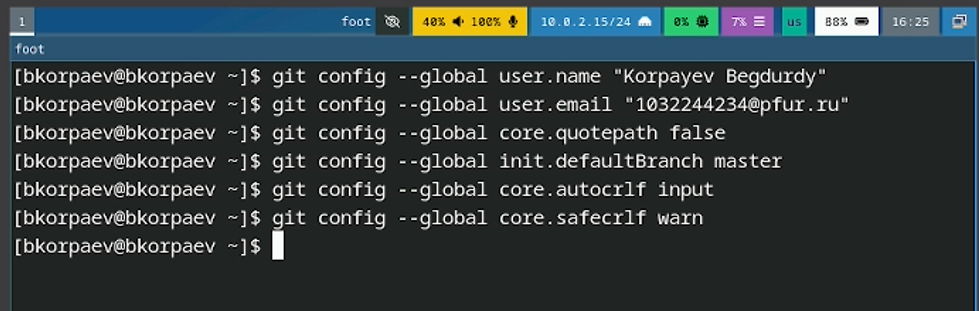 1 foot 40% 100% 10.0.2.15/24 0% 7% us 88% 16:25
foot
[bkorpaev@bkorpaev ~]$ git config --global user.name "Korpayev Begdurdy"
[bkorpaev@bkorpaev ~]$ git config --global user.email "1032244234@pfur.ru"
[bkorpaev@bkorpaev ~]$ git config --global core.quotepath false
[bkorpaev@bkorpaev ~]$ git config --global init.defaultBranch master
[bkorpaev@bkorpaev ~]$ git config --global core.autocrlf input
[bkorpaev@bkorpaev ~]$ git config --global core.safecrlf warn
[bkorpaev@bkorpaev ~]$